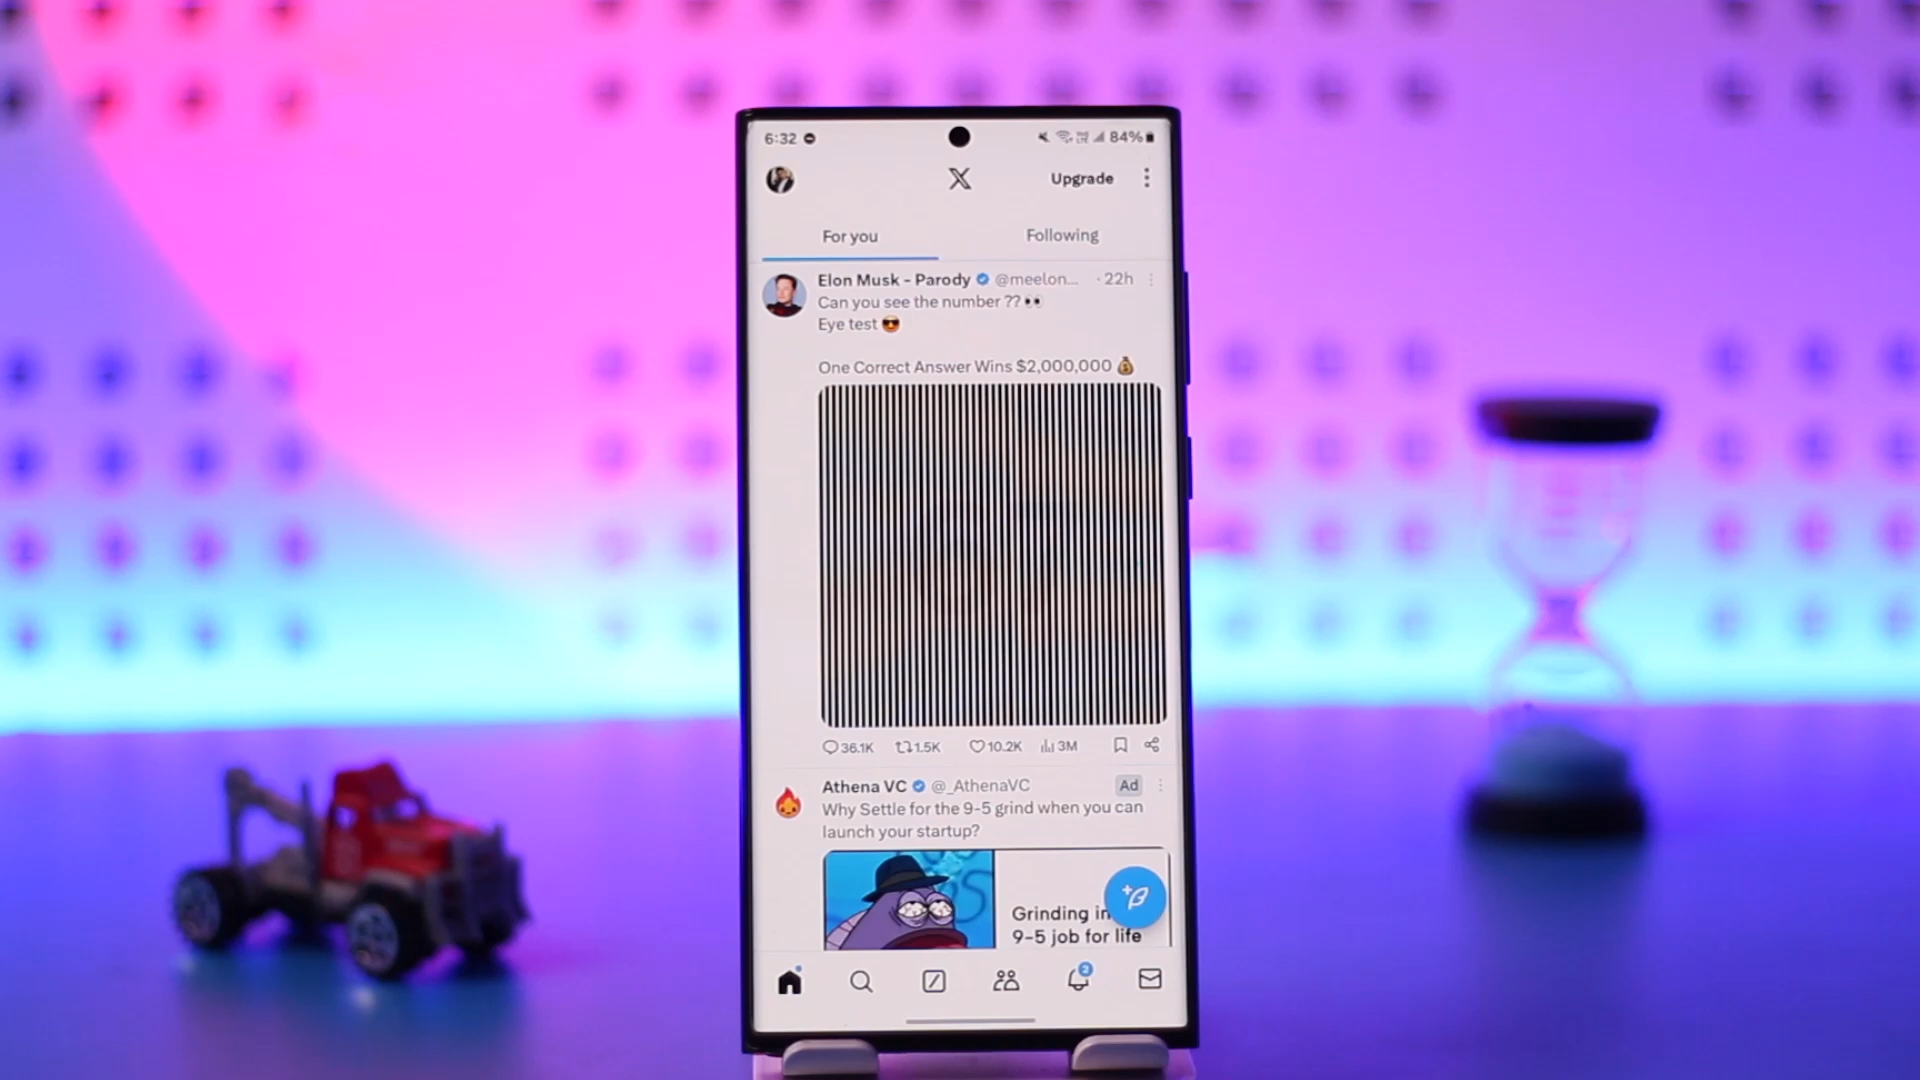 6:32 84%
X Upgrade
For you Following
Elon Musk - Parody @meelon... · 22h
Can you see the number ?? 👀
Eye test 😎
One Correct Answer Wins $2,000,000 💰
36.1K 1.5K 10.2K 3M
Athena VC @_AthenaVC Ad
Why Settle for the 9-5 grind when you can
launch your startup?
Grinding in
9-5 job for life
2